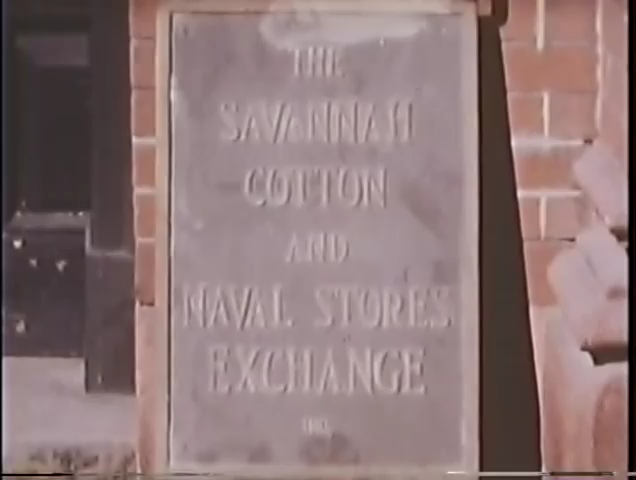 THE
SAVANNAH
COTTON
AND
NAVAL STORES
EXCHANGE
INC.